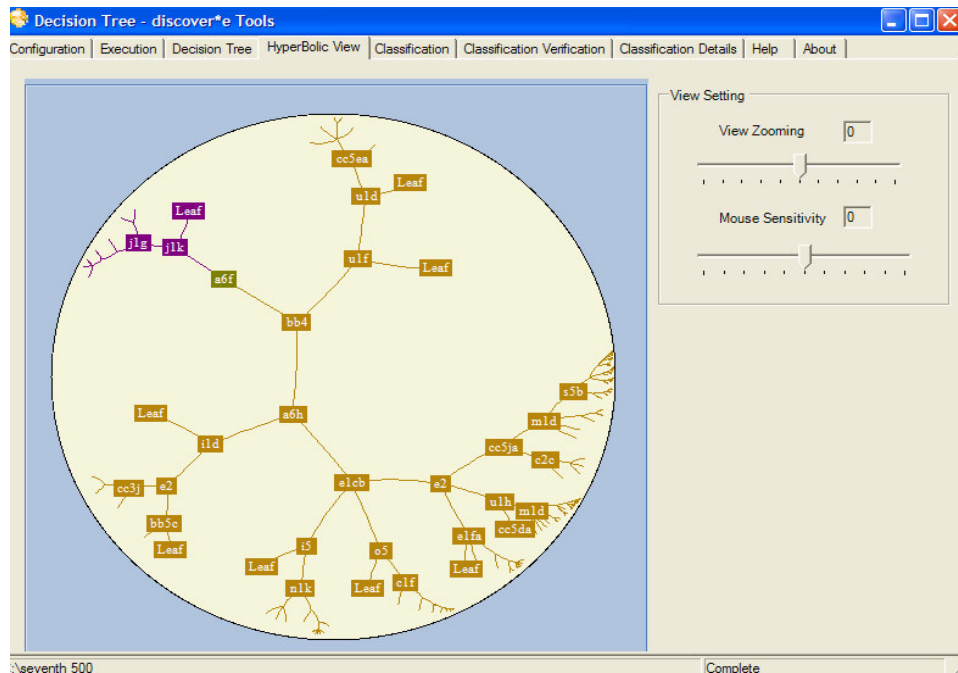 Decision Tree - discover*e Tools
Configuration Execution Decision Tree HyperBolic View Classification Classification Verification Classification Details Help About
View Setting
View Zooming 0
Mouse Sensitivity 0
cc5ea
u1d Leaf
Leaf
j1g j1k
u1f Leaf
a6f
bb4
s5b
Leaf a6h m1d
i1d cc5ja
c2c
cc3j e2 e1cb e2
u1h m1d
bb5c cc5da
Leaf i5 o5 e1fa
Leaf Leaf
n1k Leaf c1f
:\seventh 500 Complete